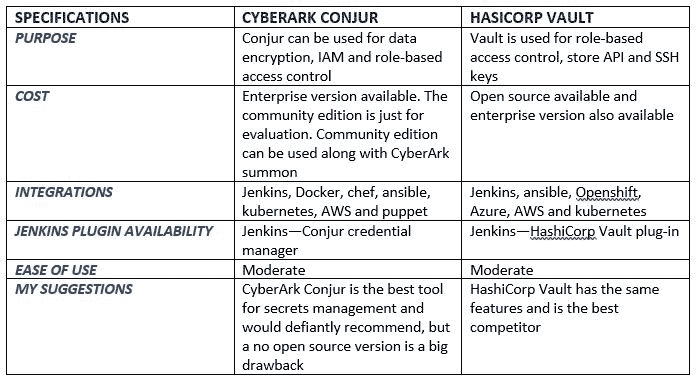 SPECIFICATIONS CYBERARK CONJUR HASICORP VAULT
PURPOSE
Conjur can be used for data
encryption, IAM and role-based
access control
Vault is used for role-based
access control, store API and SSH
keys
COST
Enterprise version available. The
community edition is just for
evaluation. Community edition
can be used along with CyberArk
summon
Open source available and
enterprise version also available
INTEGRATIONS
Jenkins, Docker, chef, ansible,
kubernetes, AWS and puppet
Jenkins, ansible, Openshift,
Azure, AWS and kubernetes
JENKINS PLUGIN AVAILABILITY
Jenkins—Conjur credential
manager
Jenkins—HashiCorp Vault plug-in
EASE OF USE
Moderate
Moderate
MY SUGGESTIONS
CyberArk Conjur is the best tool
for secrets management and
would defiantly recommend, but
a no open source version is a big
drawback
HashiCorp Vault has the same
features and is the best
competitor